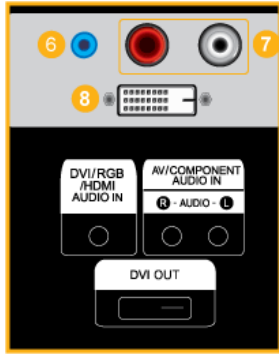 6
7
8
DVI/RGB
/HDMI
AUDIO IN
AV/COMPONENT
AUDIO IN
R - AUDIO - L
DVI OUT